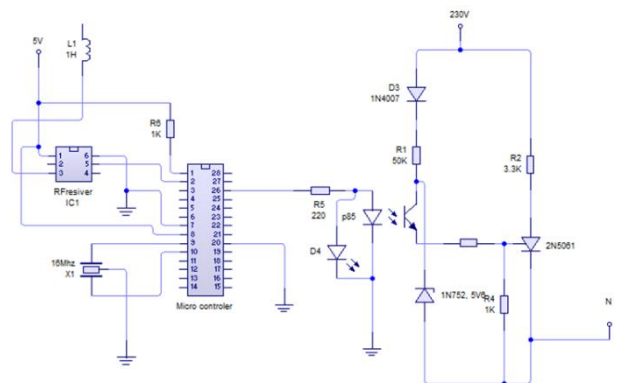 230V
5V
L1
1H
D3
1N4007
R6
1K
R1
50K
R2
3.3K
1
2
3
6
5
4
RFresiver
IC1
1
2
3
4
5
6
7
8
9
10
11
12
13
14
28
27
26
25
24
23
22
21
20
19
18
17
16
15
Micro controler
R5
220
p85
D4
2N5061
16Mhz
X1
1N752, 5V6
R4
1K
N